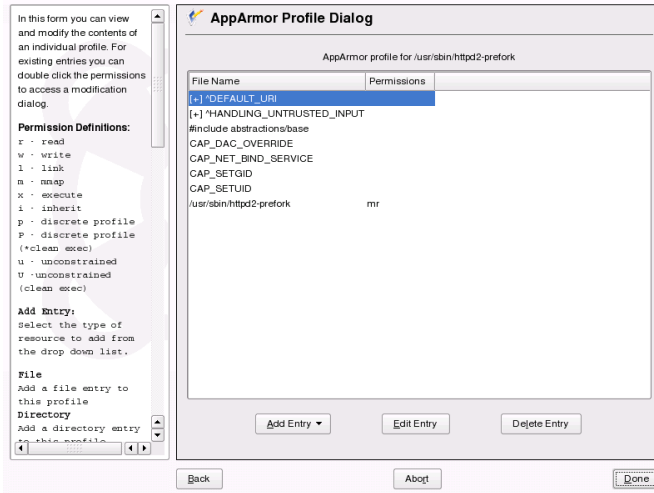 In this form you can view
and modify the contents of
an individual profile. For
existing entries you can
double click the permissions
to access a modification
dialog.
Permission Definitions:
r - read
w - write
l - link
m - mmap
x - execute
i - inherit
p - discrete profile
P - discrete profile
(*clean exec)
u - unconstrained
U -unconstrained
(clean exec)
Add Entry:
Select the type of
resource to add from
the drop down list.
File
Add a file entry to
this profile
Directory
Add a directory entry
to this profile
AppArmor Profile Dialog
AppArmor profile for /usr/sbin/httpd2-prefork
File Name Permissions
[+] ^DEFAULT_URI
[+] ^HANDLING_UNTRUSTED_INPUT
#include abstractions/base
CAP_DAC_OVERRIDE
CAP_NET_BIND_SERVICE
CAP_SETGID
CAP_SETUID
/usr/sbin/httpd2-prefork mr
Add Entry Edit Entry Delete Entry
Back Abort Done